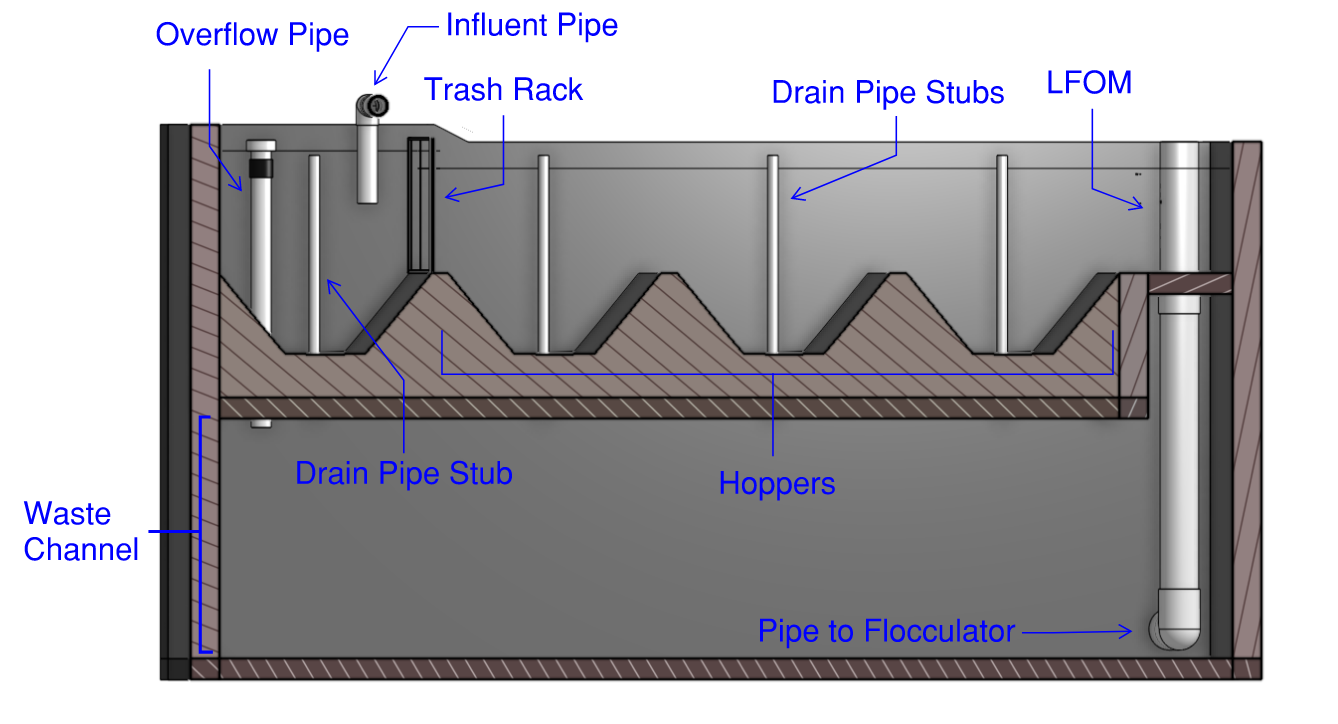 Overflow Pipe
Influent Pipe
Trash Rack
Drain Pipe Stubs
LFOM
Drain Pipe Stub
Hoppers
Waste
Channel
Pipe to Flocculator